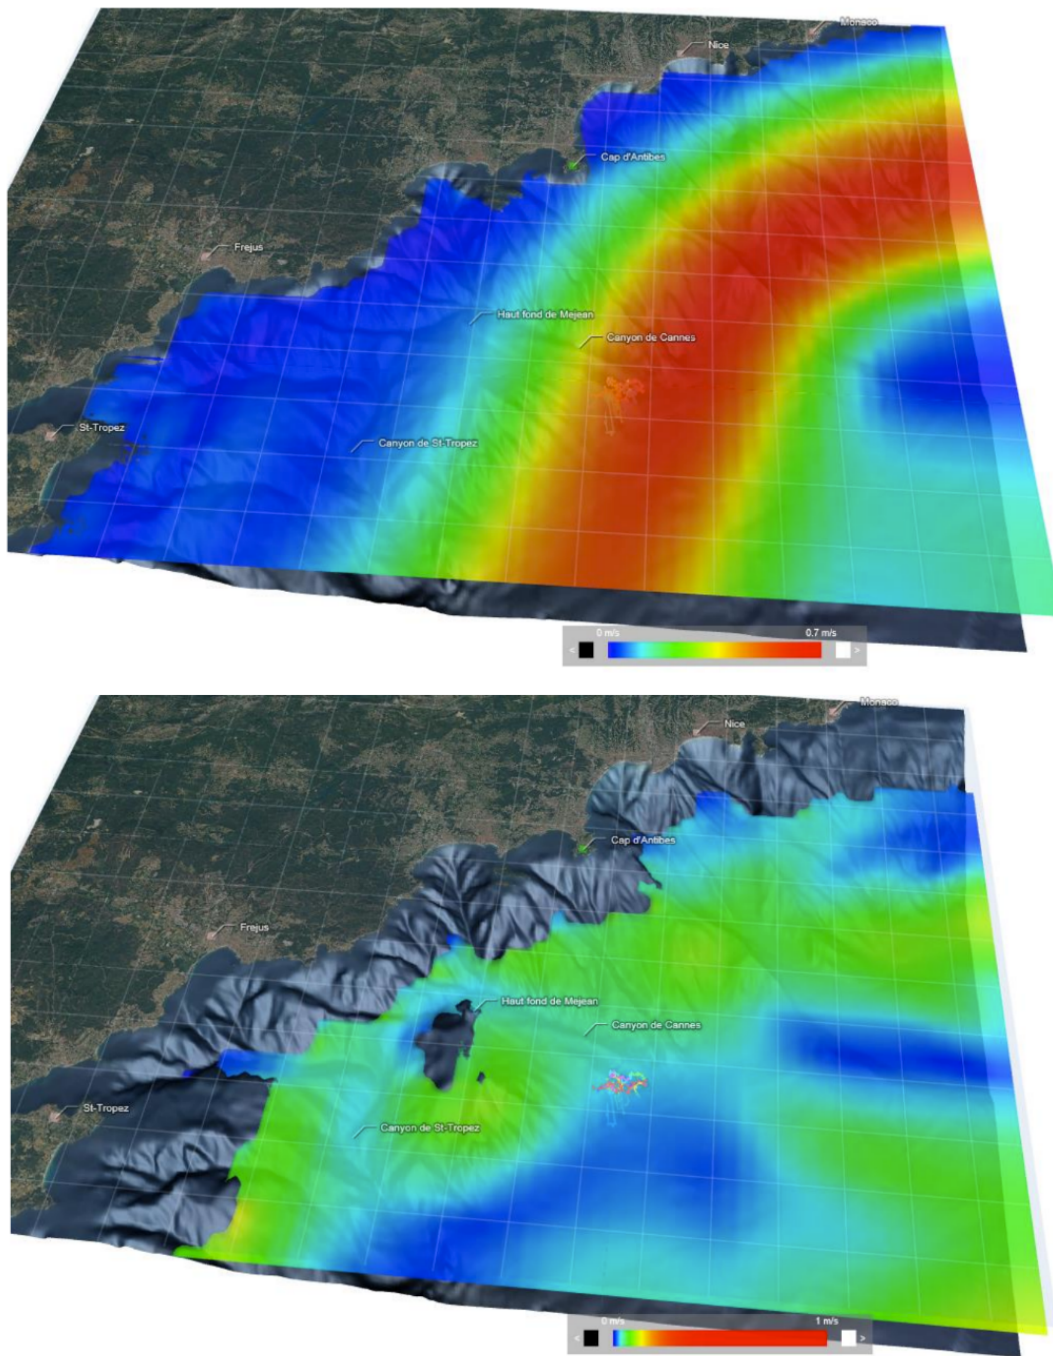 Monaco
Nice
Cap d'Antibes
Frejus
Haut fond de Mejean
Canyon de Cannes
St-Tropez
Canyon de St-Tropez
0 m/s 0.7 m/s
< >
Monaco
Nice
Cap d'Antibes
Frejus
Haut fond de Mejean
Canyon de Cannes
St-Tropez
Canyon de St-Tropez
0 m/s 1 m/s
< >